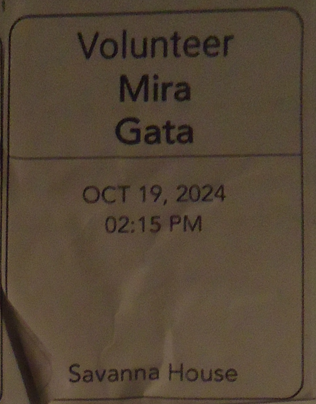 Volunteer
Mira
Gata
OCT 19, 2024
02:15 PM
Savanna House